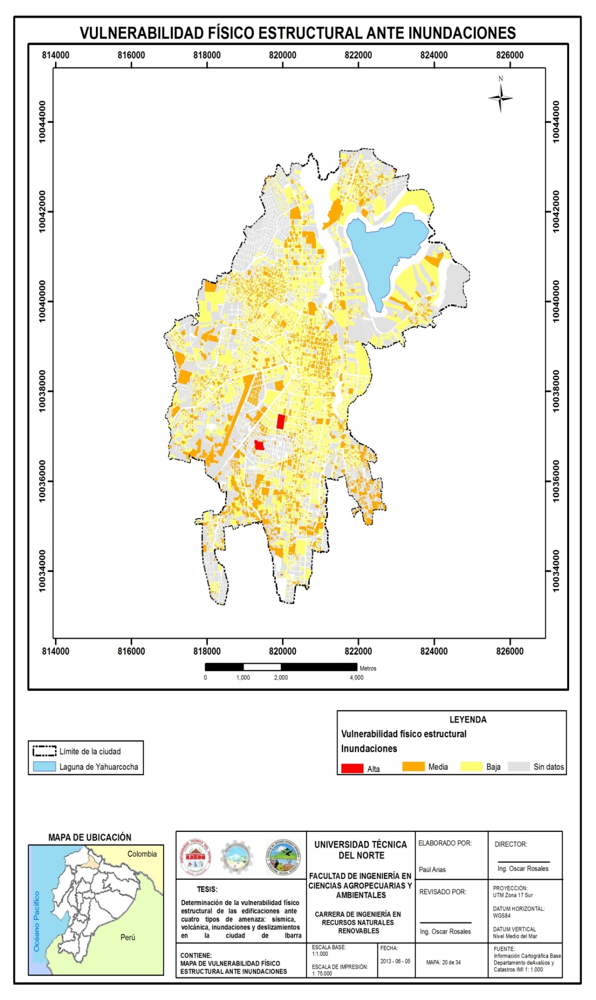 VULNERABILIDAD FÍSICO ESTRUCTURAL ANTE INUNDACIONES
814000 816000 818000 820000 822000 824000 826000
N
10044000 10044000
10042000 10042000
10040000 10040000
10038000 10038000
10036000 10036000
10034000 10034000
814000 816000 818000 820000 822000 824000 826000
Metros
0 1,000 2,000 4,000
Límite de la ciudad
Laguna de Yahuarcocha
LEYENDA
Vulnerabilidad físico estructural
Inundaciones
Alta Media Baja Sin datos
MAPA DE UBICACIÓN
Colombia
Océano Pacífico
Perú
UNIVERSIDAD TECNICA DEL NORTE
UTN
TESIS:
Determinación de la vulnerabilidad físico
estructural de las edificaciones ante
cuatro tipos de amenaza: sísmica,
volcánica, inundaciones y deslizamientos
en la ciudad de Ibarra
CONTIENE:
MAPA DE VULNERABILIDAD FÍSICO
ESTRUCTURAL ANTE INUNDACIONES
UNIVERSIDAD TÉCNICA
DEL NORTE
FACULTAD DE INGENIERÍA EN
CIENCIAS AGROPECUARIAS Y
AMBIENTALES
CARRERA DE INGENIERÍA EN
RECURSOS NATURALES
RENOVABLES
ESCALA BASE:
1:1.000
ESCALA DE IMPRESIÓN:
1: 75.000
FECHA:
2013 - 06 - 05
ELABORADO POR:
Paúl Arias
REVISADO POR:
Ing. Oscar Rosales
MAPA: 20 de 34
DIRECTOR:
Ing. Oscar Rosales
PROYECCIÓN:
UTM Zona 17 Sur
DATUM HORIZONTAL:
WGS84
DATUM VERTICAL
Nivel Medio del Mar
FUENTE:
Información Cartográfica Base
Departamento deAvalúos y
Catastros IMI 1: 1.000